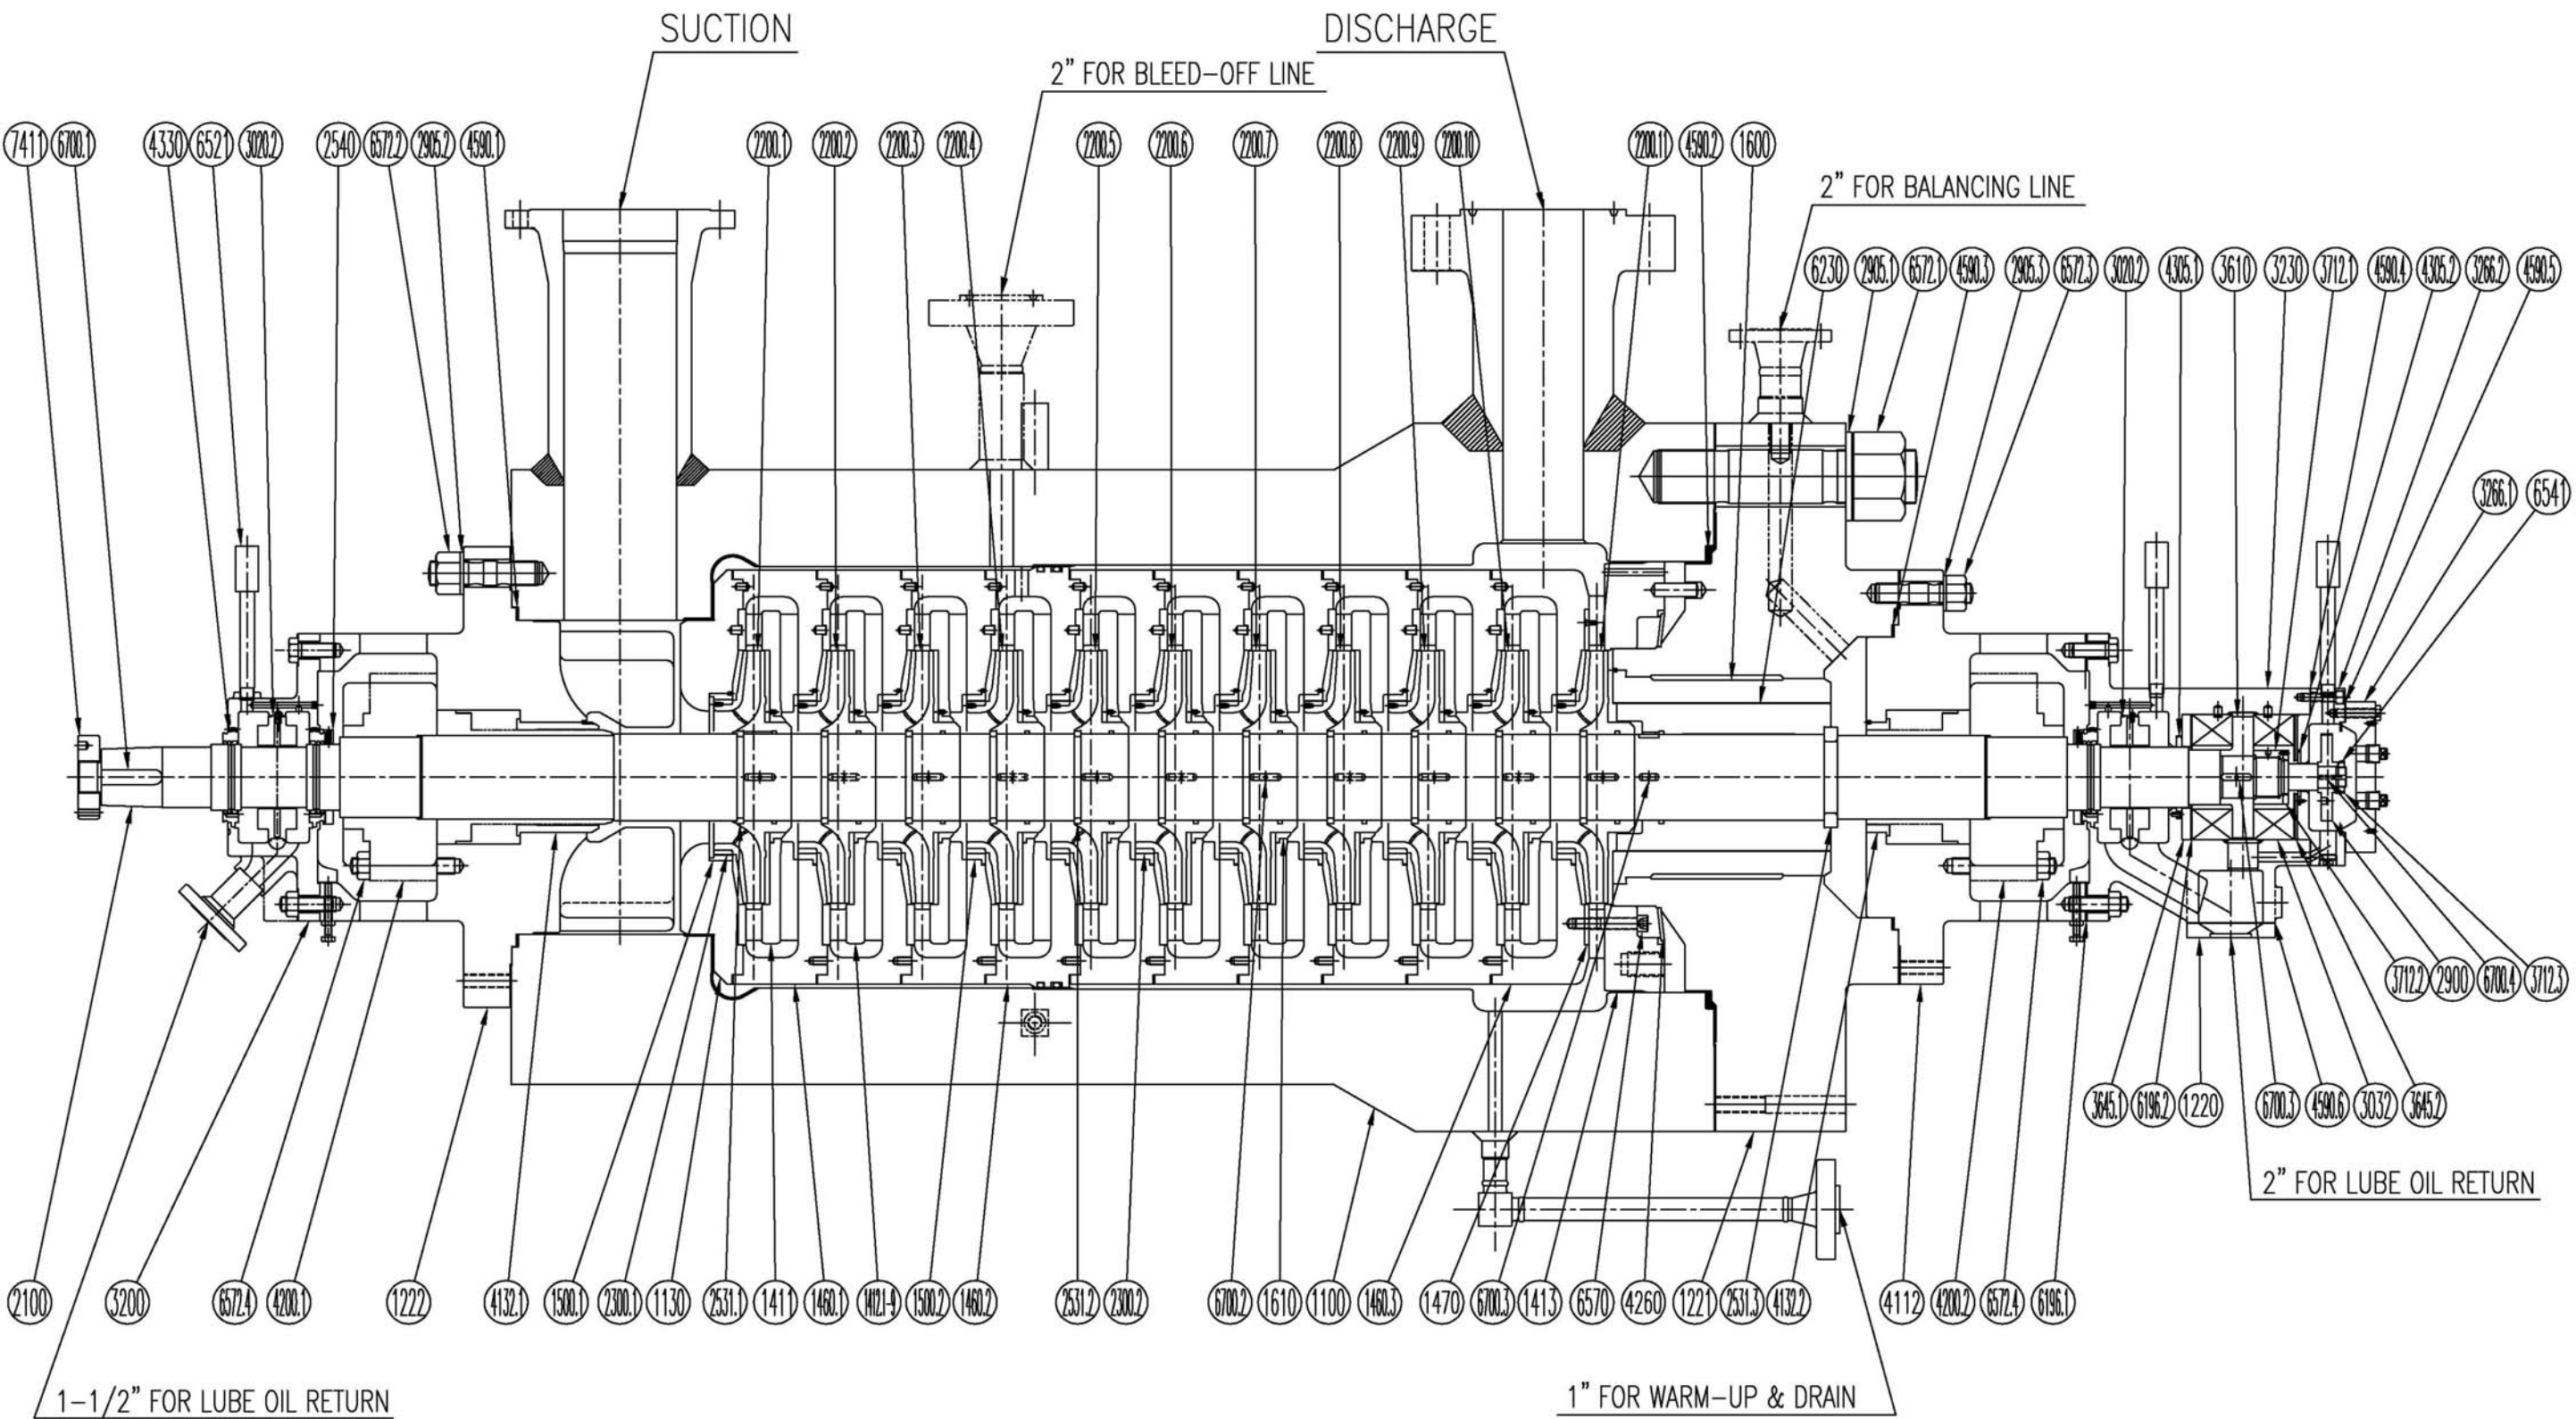 SUCTION
DISCHARGE
2" FOR BLEED-OFF LINE
7411 6700.1 4330 6521 3020.2 2540 6572.2 2905.2 4590.1 2200.1 2200.2 2200.3 2200.4 2200.5 2200.6 2200.7 2200.8 2200.9 2200.10 2200.11 4590.2 1600
2" FOR BALANCING LINE
6230 2905.1 6572.1 4590.3 2905.3 6572.3 3020.2 4305.1 3610 3230 3712.1 4590.4 4305.2 3266.2 4590.5
3266.1 6541
3712.2 2900 6700.4 3712.3
3645.1 6196.2 1220 6700.3 4590.6 3032 3645.2
2" FOR LUBE OIL RETURN
2100 3200 6572.4 4200.1 1222 4132.1 1500.1 2300.1 1130 2531.1 1411 1460.1 1412.1-9 1500.2 1460.2 2531.2 2300.2 6700.2 1610 1100 1460.3 1470 6700.3 1413 6570 4260 1221 2531.3 4132.2 4112 4200.2 6572.4 6196.1
1-1/2" FOR LUBE OIL RETURN
1" FOR WARM-UP & DRAIN